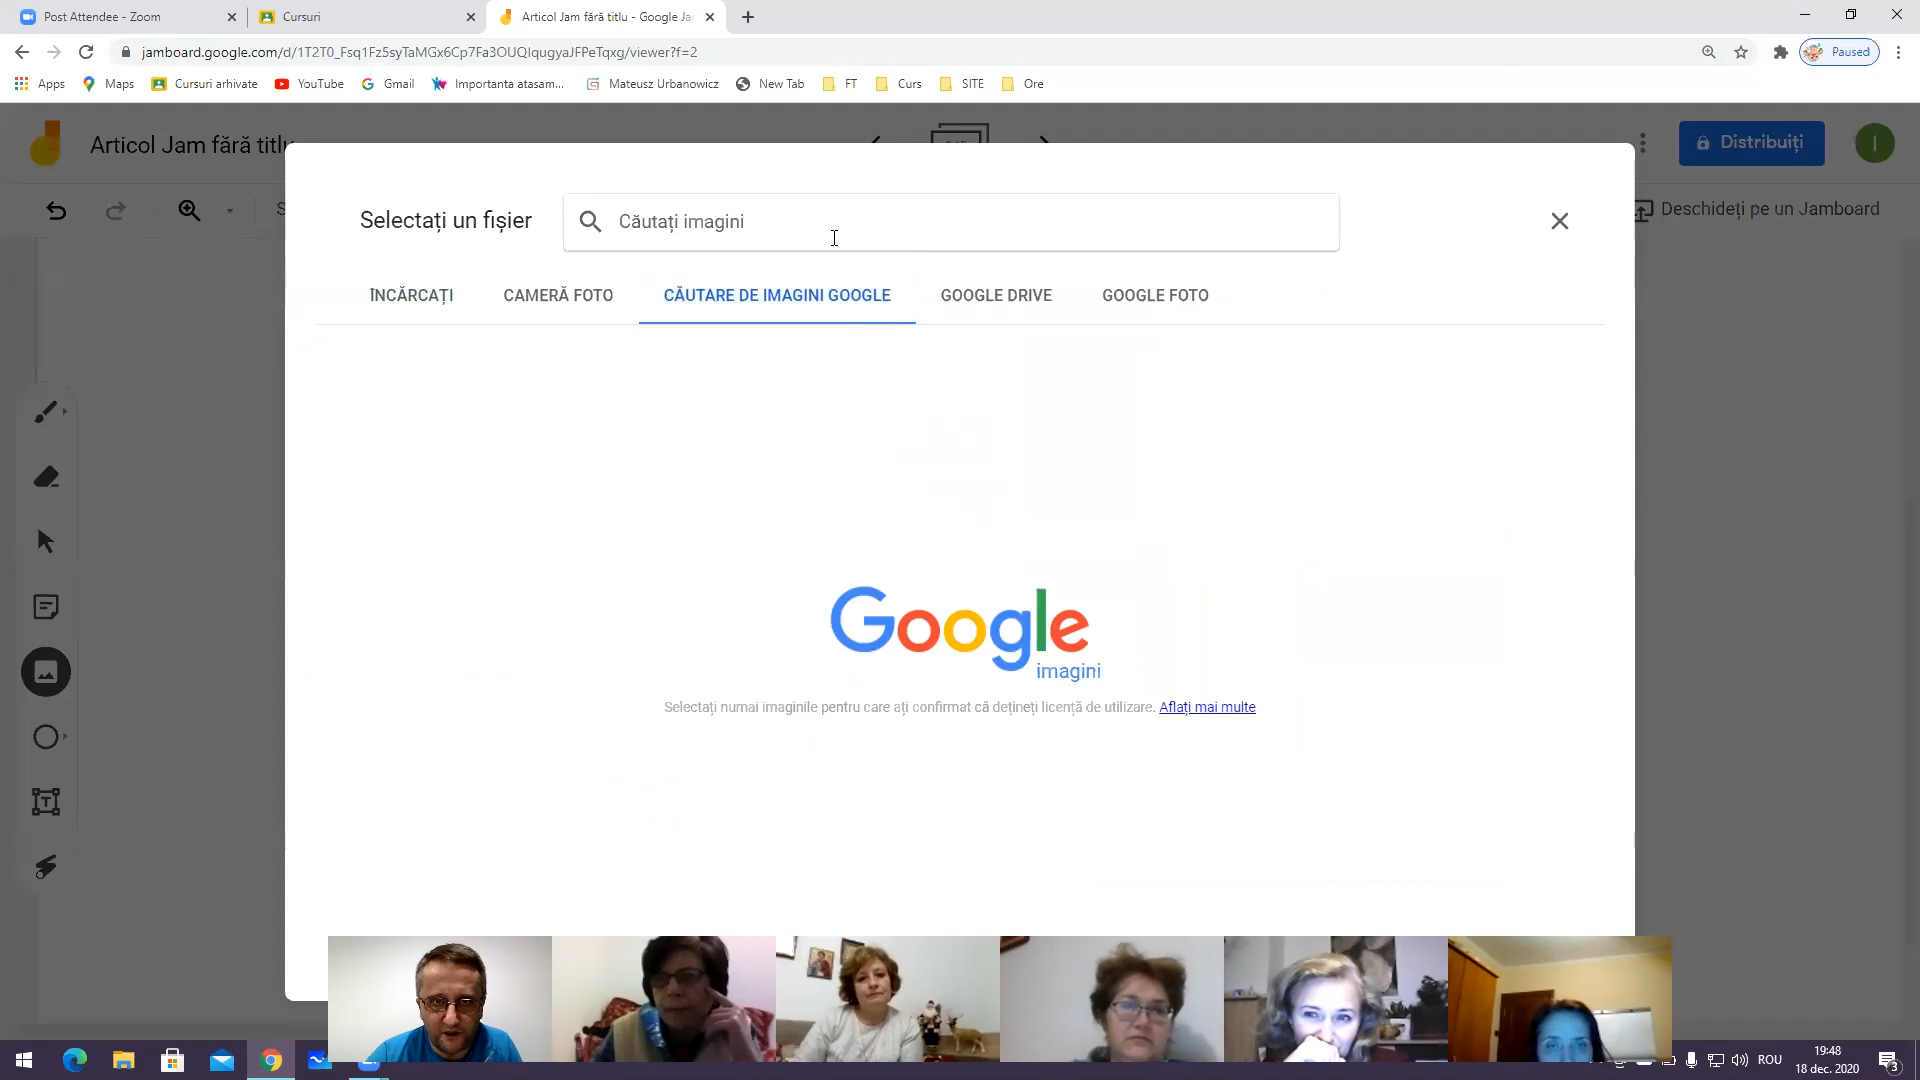 Post Attendee - Zoom
Cursuri
Articol Jam fără titlu - Google Ja
jamboard.google.com/d/1T2T0_Fsq1Fz5syTaMGx6Cp7Fa3OUQIqugyaJFPeTqxg/viewer?f=2
Paused
Apps
Maps
Cursuri arhivate
YouTube
Gmail
Importanta atasam...
Mateusz Urbanowicz
New Tab
FT
Curs
SITE
Ore
Articol Jam fără titlu
Distribuiți
I
Selectați un fișier
Căutați imagini
Deschideți pe un Jamboard
ÎNCĂRCAȚI
CAMERĂ FOTO
CĂUTARE DE IMAGINI GOOGLE
GOOGLE DRIVE
GOOGLE FOTO
Google
imagini
Selectați numai imaginile pentru care ați confirmat că dețineți licență de utilizare. Aflați mai multe
ROU
19:48
18 dec. 2020
3